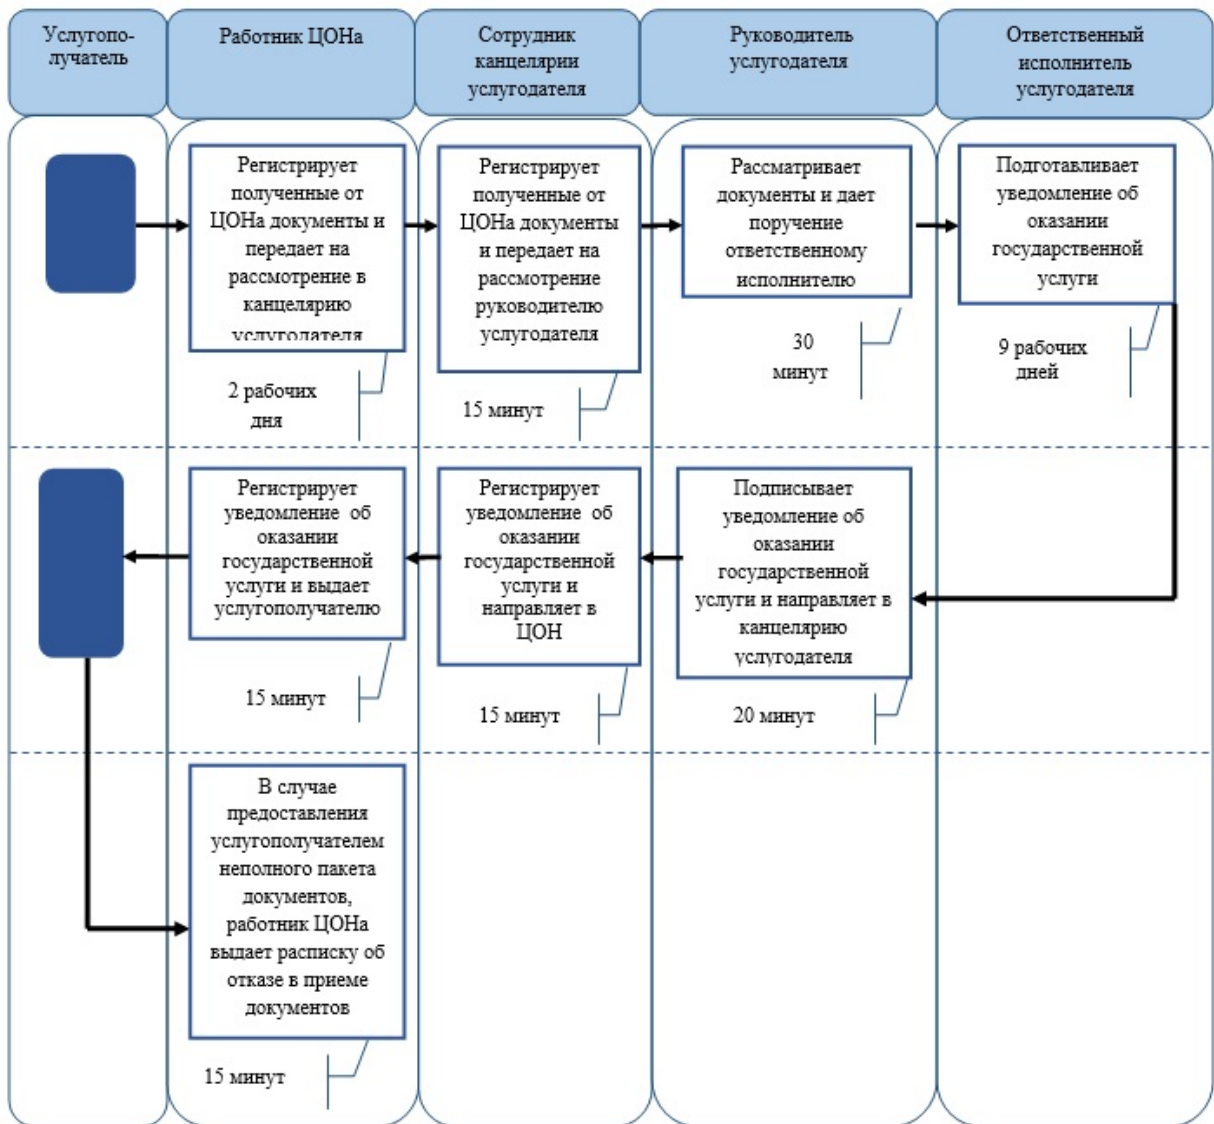 Услугопо-
лучатель
Работник ЦОНа
Сотрудник
канцелярии
услугодателя
Руководитель
услугодателя
Ответственный
исполнитель
услугодателя
Регистрирует
полученные от
ЦОНа документы и
передает на
рассмотрение в
канцелярию
услугодателя
2 рабочих
дня
Регистрирует
полученные от
ЦОНа документы
и передает на
рассмотрение
руководителю
услугодателя
15 минут
Рассматривает
документы и дает
поручение
ответственному
исполнителю
30
минут
Подготавливает
уведомление об
оказании
государственной
услуги
9 рабочих
дней
Регистрирует
уведомление об
оказании
государственной
услуги и выдает
услугополучателю
15 минут
Регистрирует
уведомление об
оказании
государственной
услуги и
направляет в
ЦОН
15 минут
Подписывает
уведомление об
оказании
государственной
услуги и направляет в
канцелярию
услугодателя
20 минут
В случае
предоставления
услугополучателем
неполного пакета
документов,
работник ЦОНа
выдает расписку об
отказе в приеме
документов
15 минут